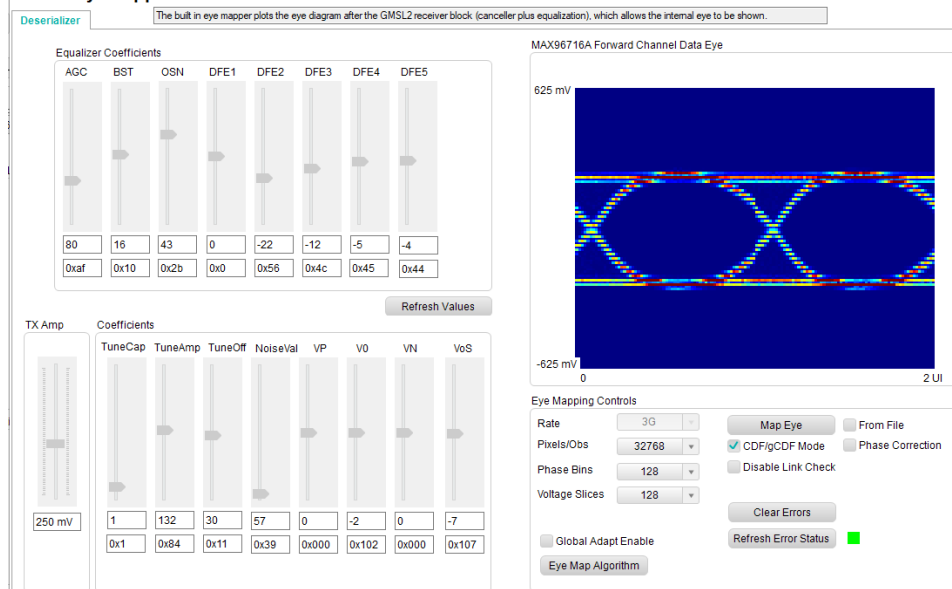 Deserializer
The built in eye mapper plots the eye diagram after the GMSL2 receiver block (canceller plus equalization), which allows the internal eye to be shown.
Equalizer Coefficients
AGC BST OSN DFE1 DFE2 DFE3 DFE4 DFE5
80 16 43 0 -22 -12 -5 -4
0xaf 0x10 0x2b 0x0 0x56 0x4c 0x45 0x44
Refresh Values
TX Amp
250 mV
Coefficients
TuneCap TuneAmp TuneOff NoiseVal VP V0 VN VoS
1 132 30 57 0 -2 0 -7
0x1 0x84 0x11 0x39 0x000 0x102 0x000 0x107
MAX96716A Forward Channel Data Eye
625 mV
-625 mV
0 2 UI
Eye Mapping Controls
Rate 3G
Pixels/Obs 32768
Phase Bins 128
Voltage Slices 128
Map Eye From File
CDF/gCDF Mode Phase Correction
Disable Link Check
Clear Errors
Global Adapt Enable Refresh Error Status
Eye Map Algorithm